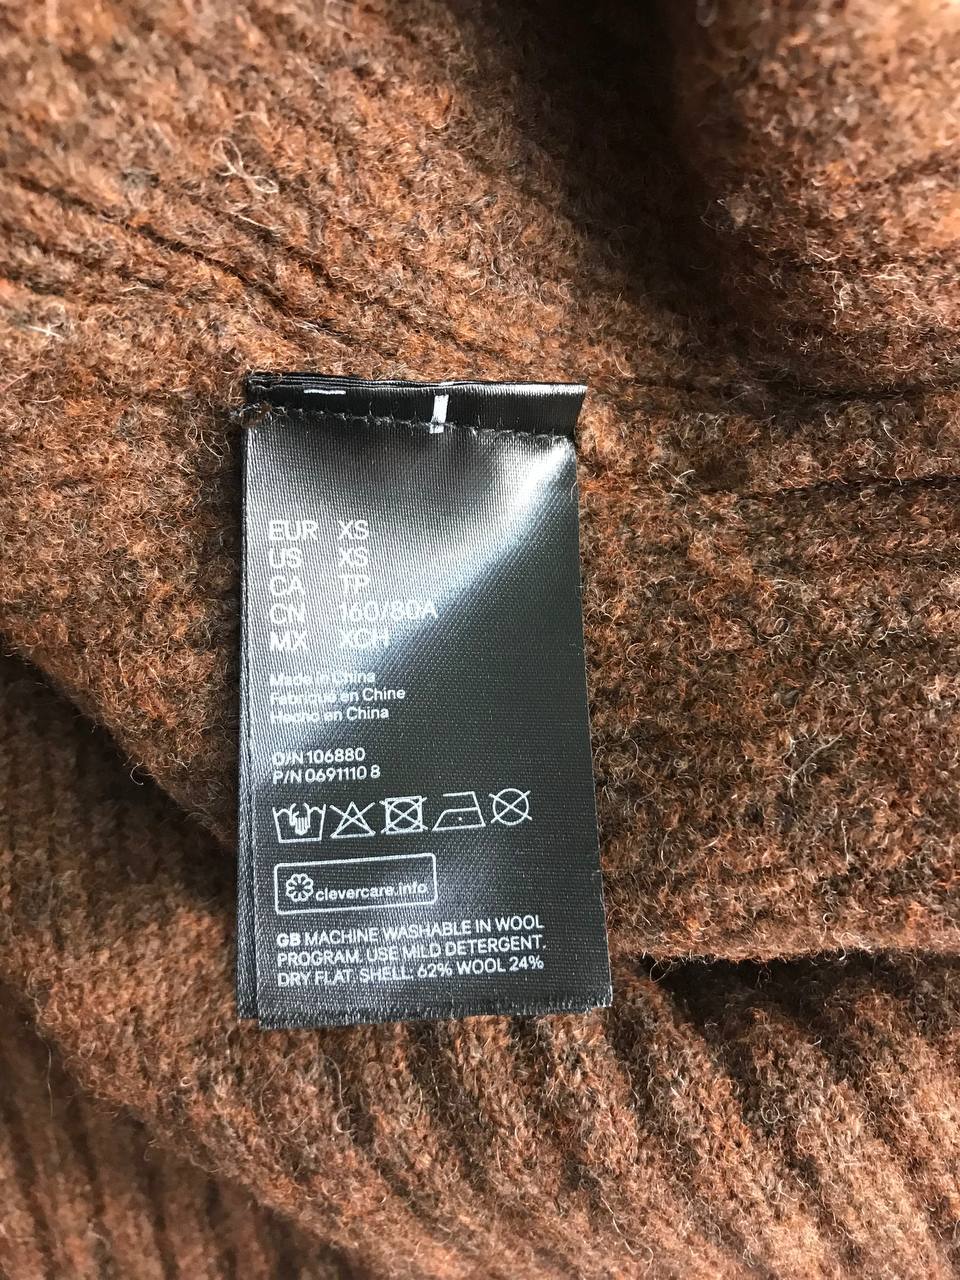 EUR XS
US XS
CA TP
CN 160/80A
MX XCH
Made in China
Fabriqué en Chine
Hecho en China
O/N 106880
P/N 0691110 8
clevercare.info
GB MACHINE WASHABLE IN WOOL
PROGRAM. USE MILD DETERGENT.
DRY FLAT. SHELL: 62% WOOL 24%